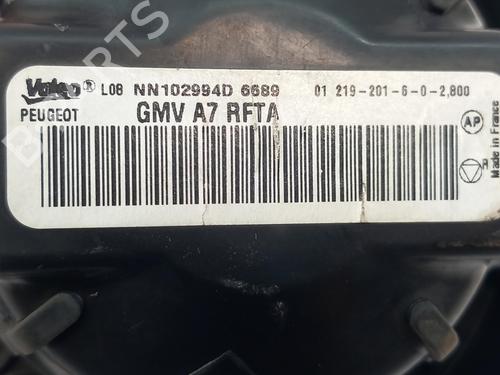 PARTS
Valeo® L08 NN102994D 6689 01 219-201-6-0-2,800
PEUGEOT GMV A7 RFTA
AP
R
Made in France